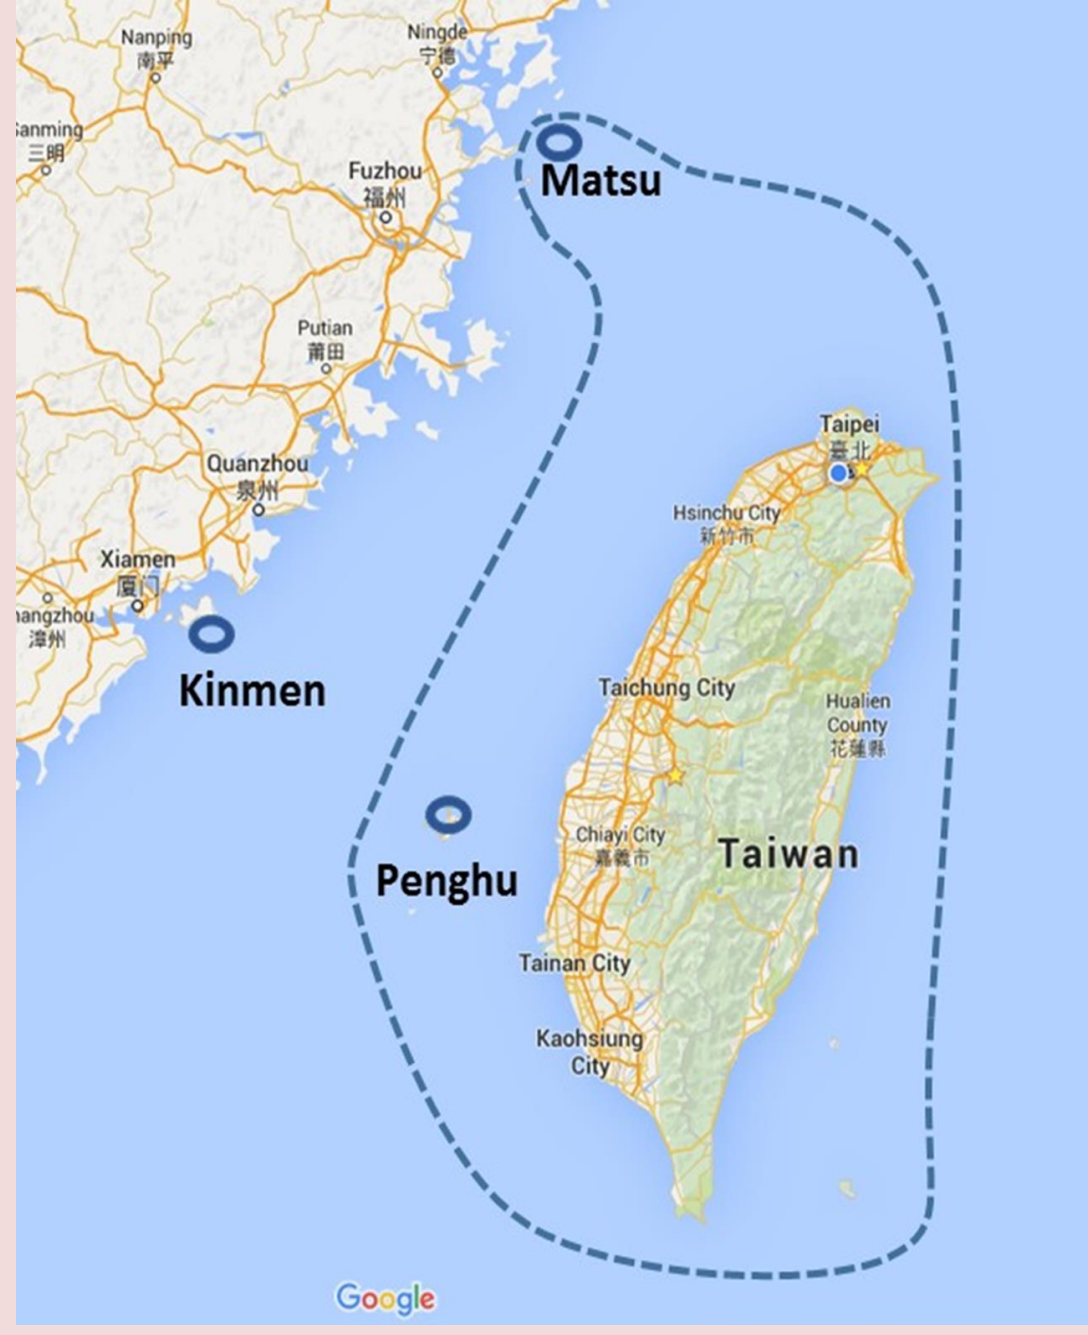 Nanping
南平
Ningde
宁德
Sanming
三明
Fuzhou
福州
Matsu
Putian
莆田
Taipei
臺北
Quanzhou
泉州
Hsinchu City
新竹市
Xiamen
厦门
hangzhou
漳州
Kinmen
Taichung City
Hualien
County
花蓮縣
Chiayi City
嘉義市
Taiwan
Penghu
Tainan City
Kaohsiung
City
Google